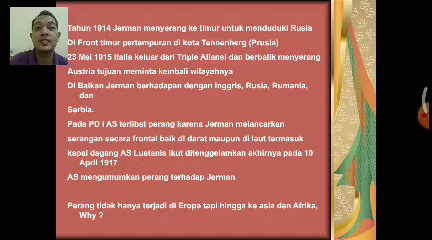 Tahun 1914 Jerman menyerang ke timur untuk menduduki Rusia
Di Front timur pertempuran di kota Tennenberg (Prusia)
23 Mei 1915 Italia keluar dari Triple Aliansi dan berbalik menyerang
Austria tujuan meminta kembali wilayahnya
Di Balkan Jerman berhadapan dengan Inggris, Rusia, Rumania,
dan
Serbia.
Pada PD I AS terlibat perang karena Jerman melancarkan
serangan secara frontal baik di darat maupun di laut termasuk
kapal dagang AS Lustania ikut ditenggelamkan akhirnya pada 10
April 1917
AS mengumumkan perang terhadap Jerman
Perang tidak hanya terjadi di Eropa tapi hingga ke asia dan Afrika,
Why ?